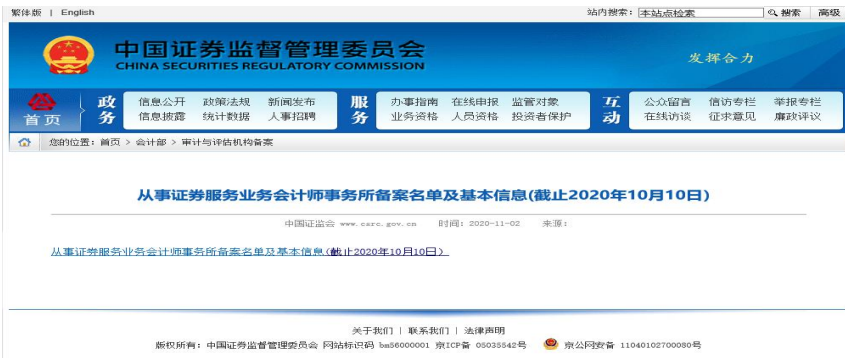 繁体版 | English 站内搜索: 本站点检索 搜索 高级
中国证券监督管理委员会
CHINA SECURITIES REGULATORY COMMISSION
发挥合力
首页 政务 信息公开 政策法规 新闻发布 服务 办事指南 在线申报 监管对象 互动 公众留言 信访专栏 举报专栏
信息披露 统计数据 人事招聘 业务资格 人员资格 投资者保护 在线访谈 征求意见 廉政评议
您的位置: 首页 > 会计部 > 审计与评估机构备案
从事证券服务业务会计师事务所备案名单及基本信息(截止2020年10月10日)
中国证监会 www.csrc.gov.cn 时间: 2020-11-02 来源:
从事证券服务业务会计师事务所备案名单及基本信息(截止2020年10月10日)
关于我们 | 联系我们 | 法律声明
版权所有: 中国证券监督管理委员会 网站标识码 bm56000001 京ICP备 05035542号 京公网安备 11040102700080号